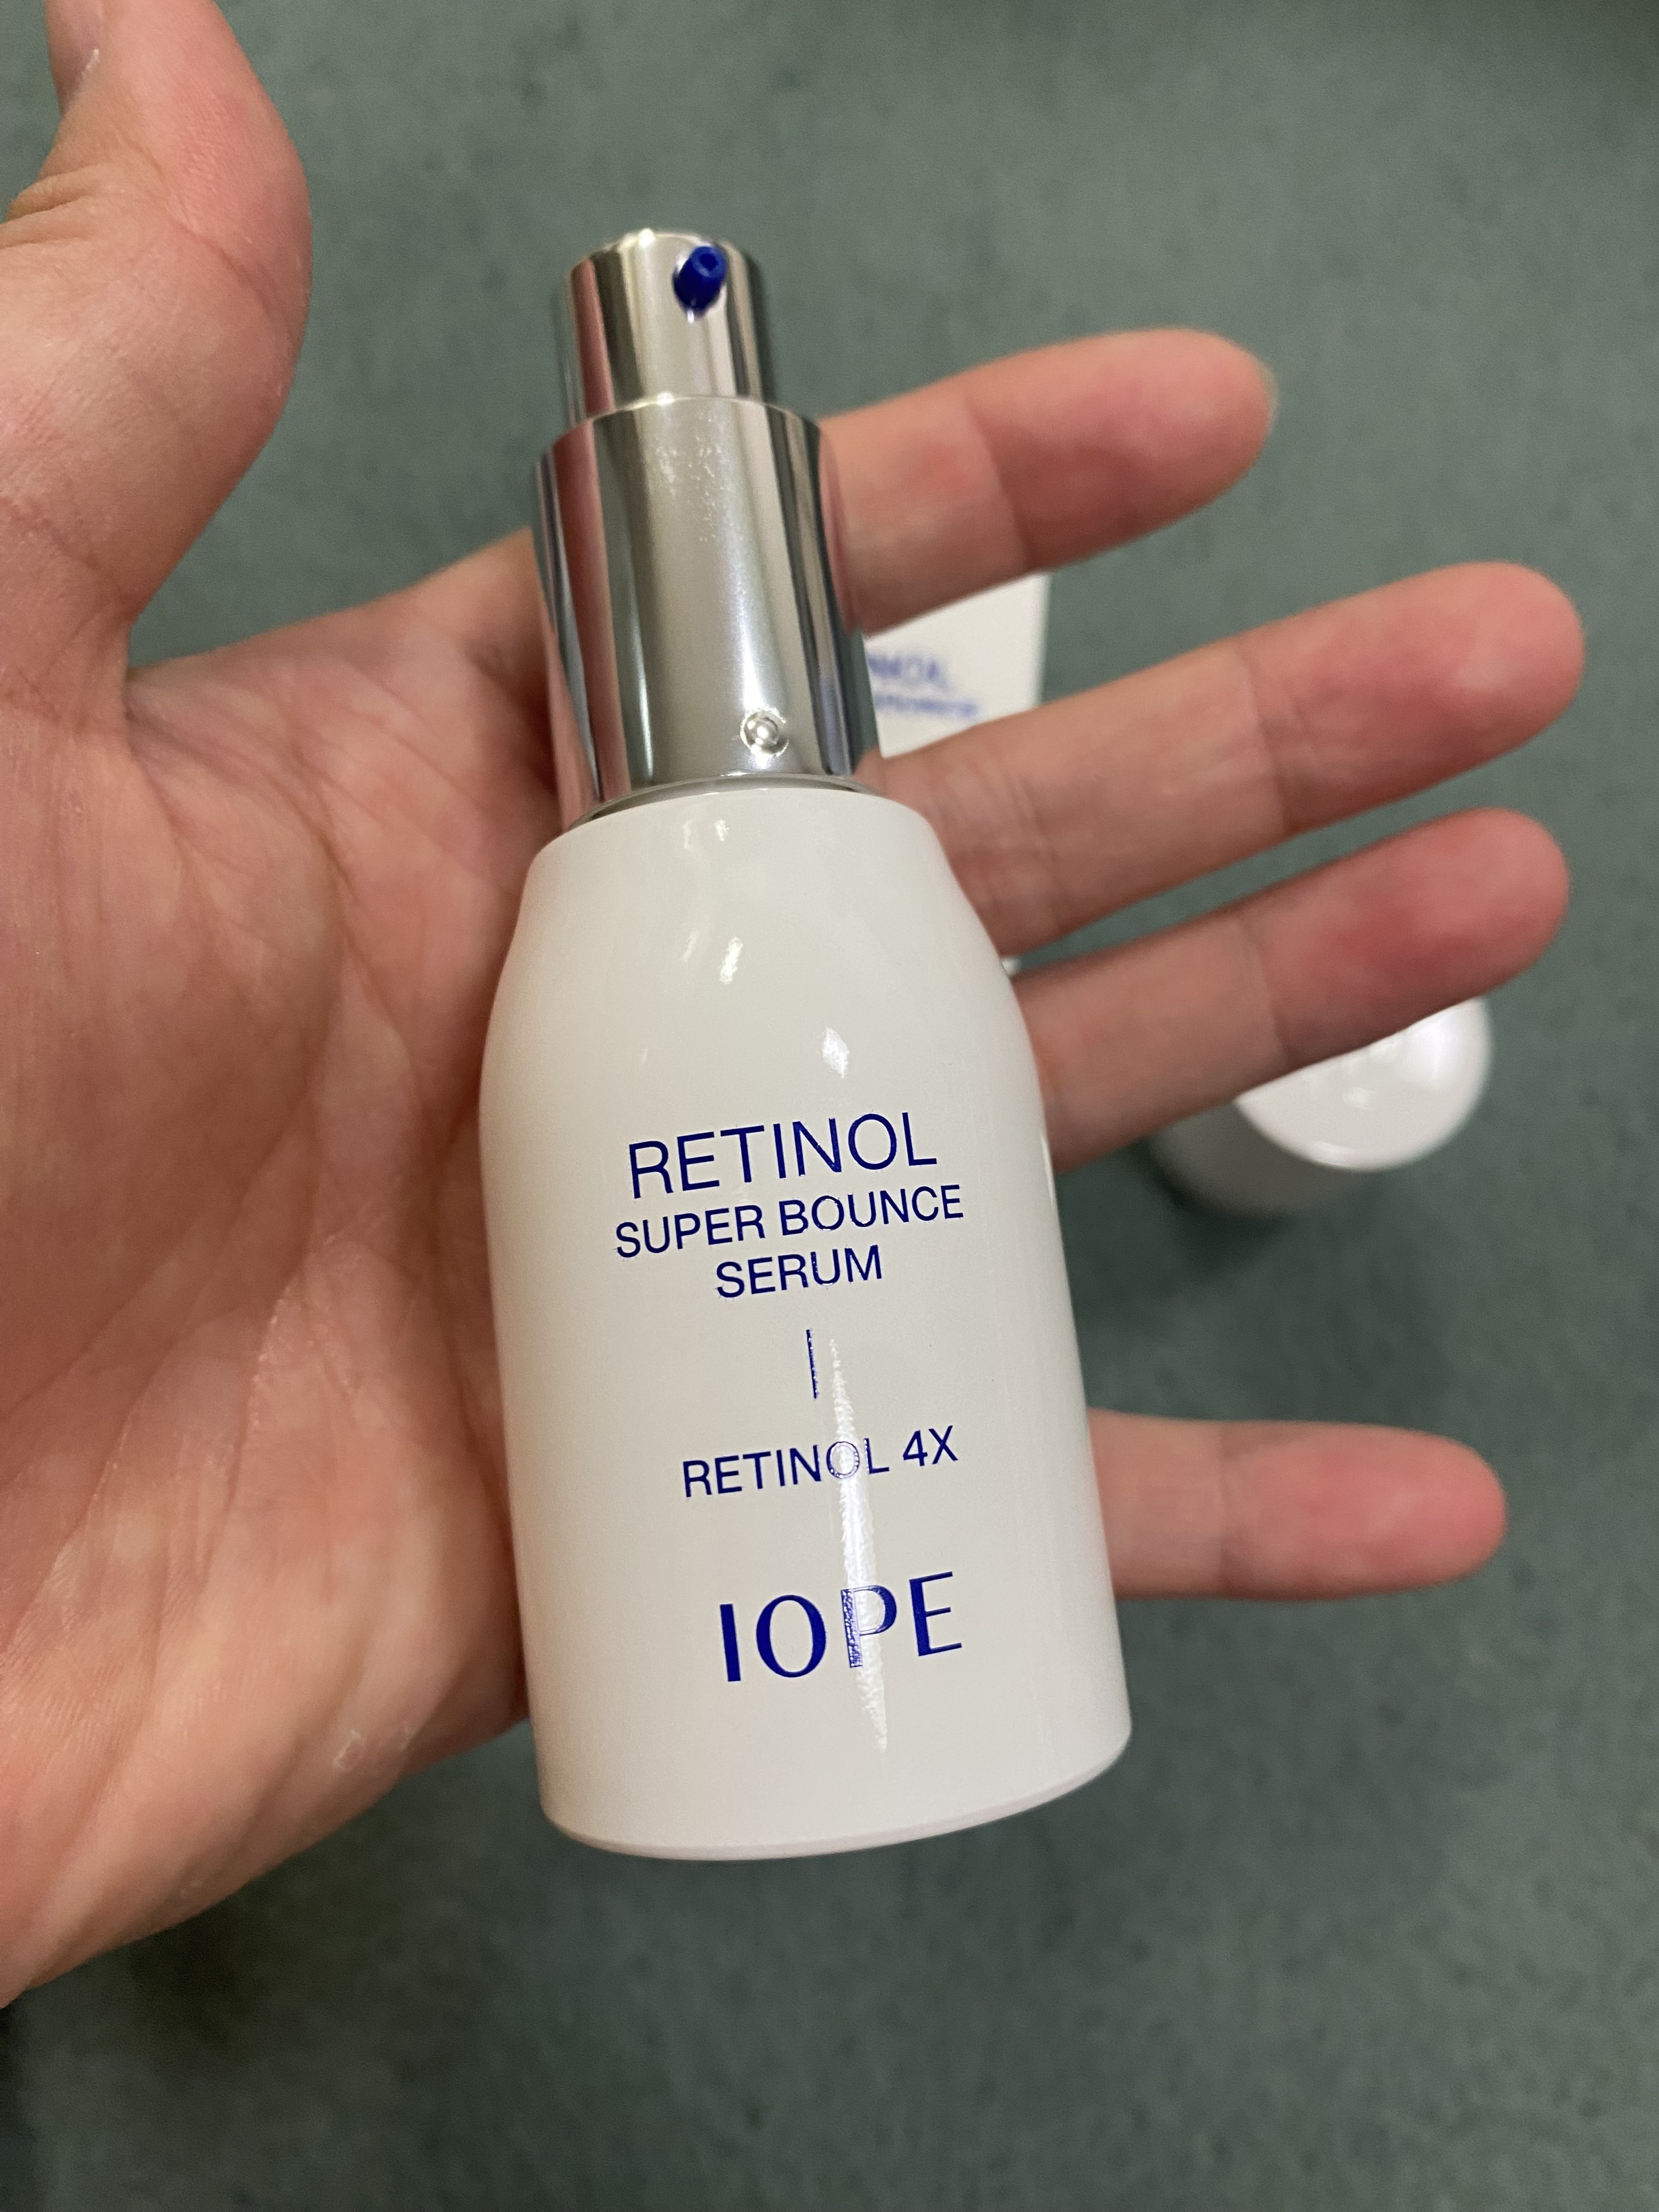 RETINOL
SUPER BOUNCE
SERUM
RETINOL 4X
IOPE